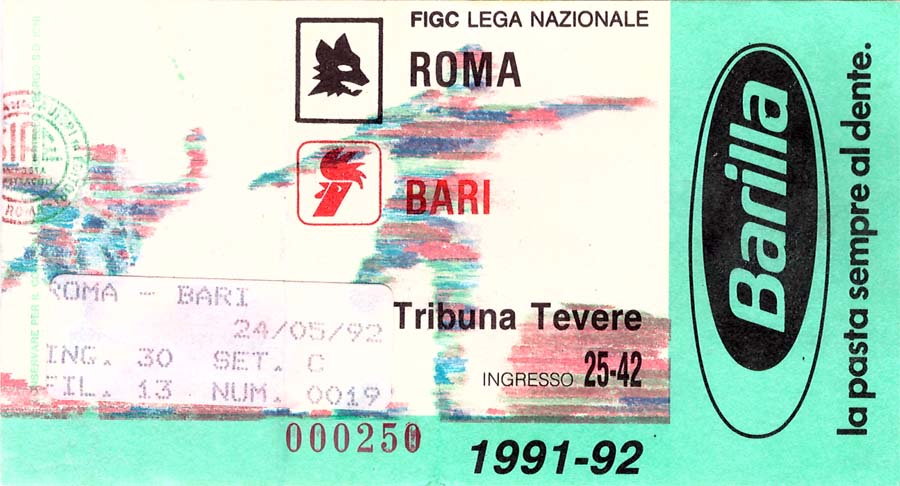 FIGC LEGA NAZIONALE
ROMA
BARI
ROMA - BARI
24/05/92
ING. 30 SET. C
FIL. 13 NUM. 0019
Tribuna Tevere
INGRESSO 25-42
000250
1991-92
Barilla
la pasta sempre al dente.